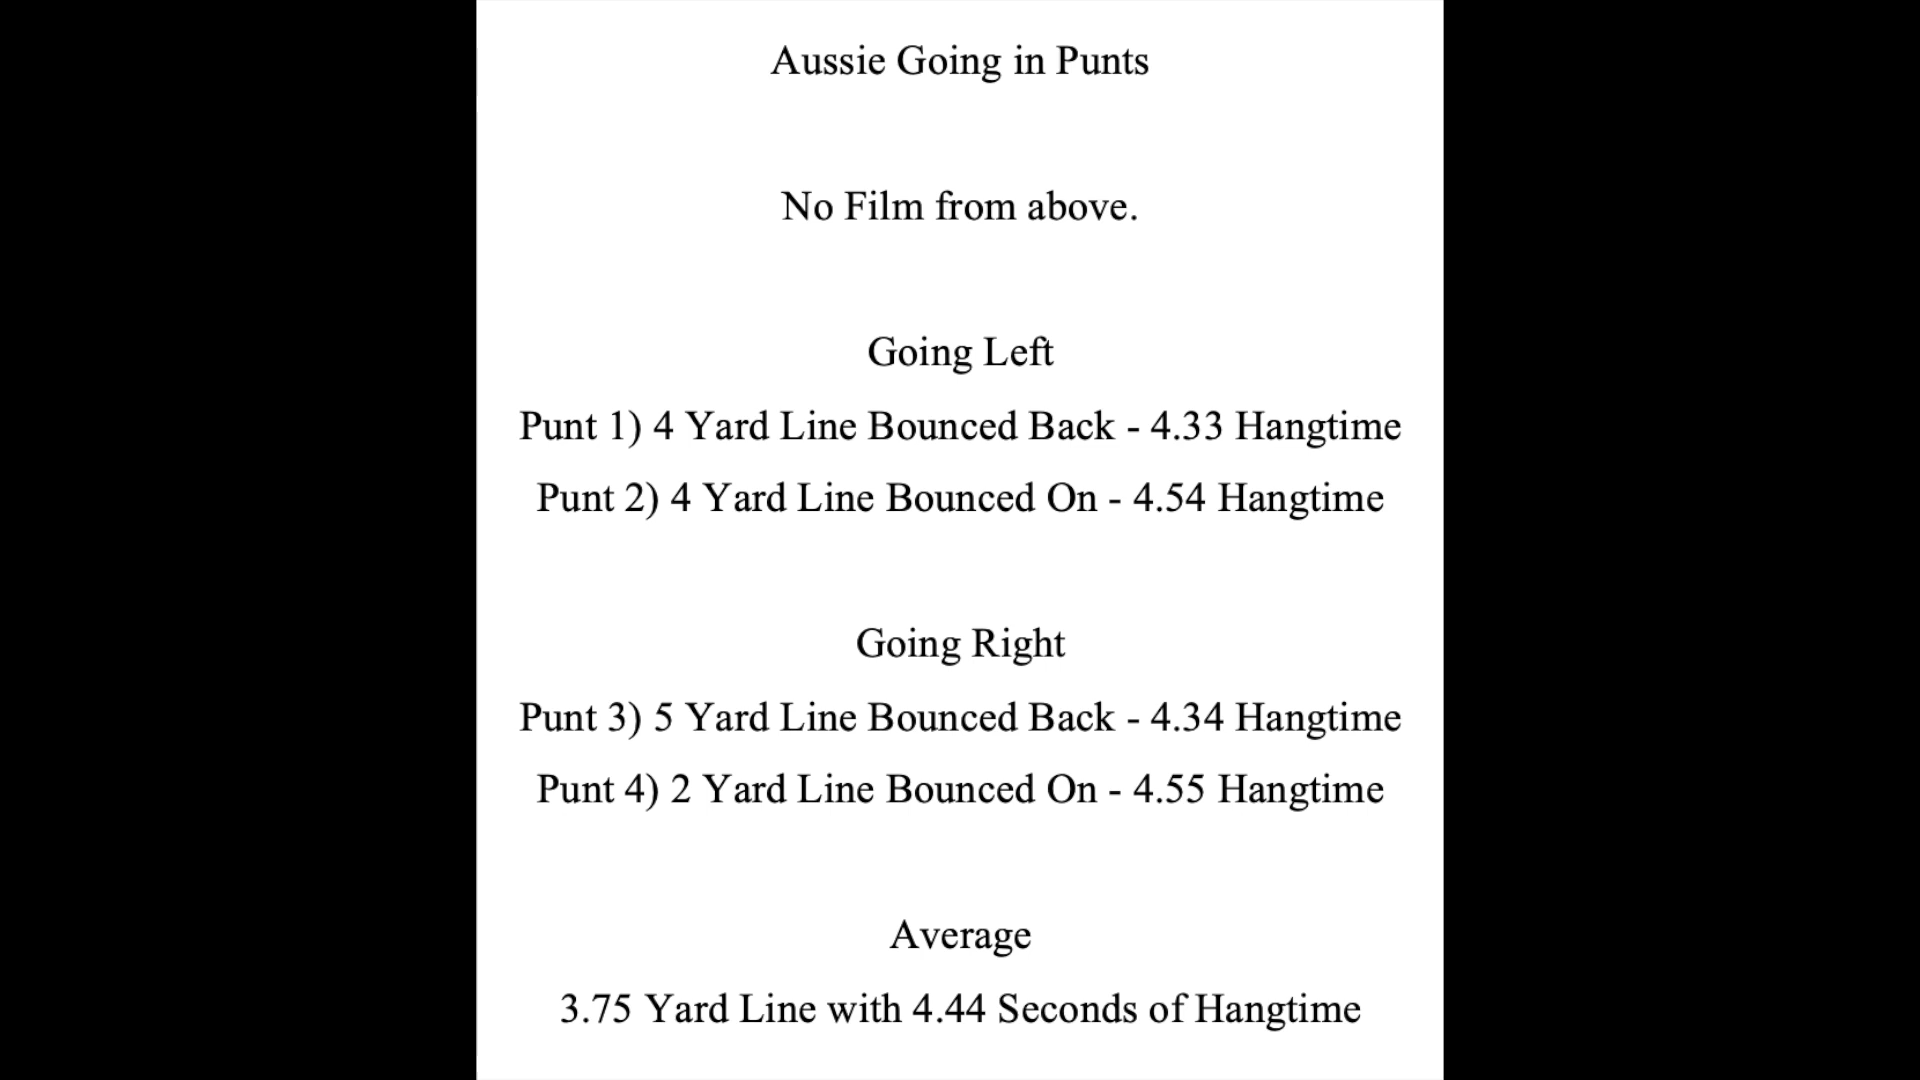 Aussie Going in Punts
No Film from above.
Going Left
Punt 1) 4 Yard Line Bounced Back - 4.33 Hangtime
Punt 2) 4 Yard Line Bounced On - 4.54 Hangtime
Going Right
Punt 3) 5 Yard Line Bounced Back - 4.34 Hangtime
Punt 4) 2 Yard Line Bounced On - 4.55 Hangtime
Average
3.75 Yard Line with 4.44 Seconds of Hangtime